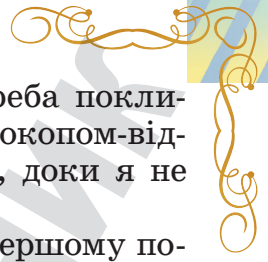 реба покли-
окопом-від-
, доки я не
ершому по-